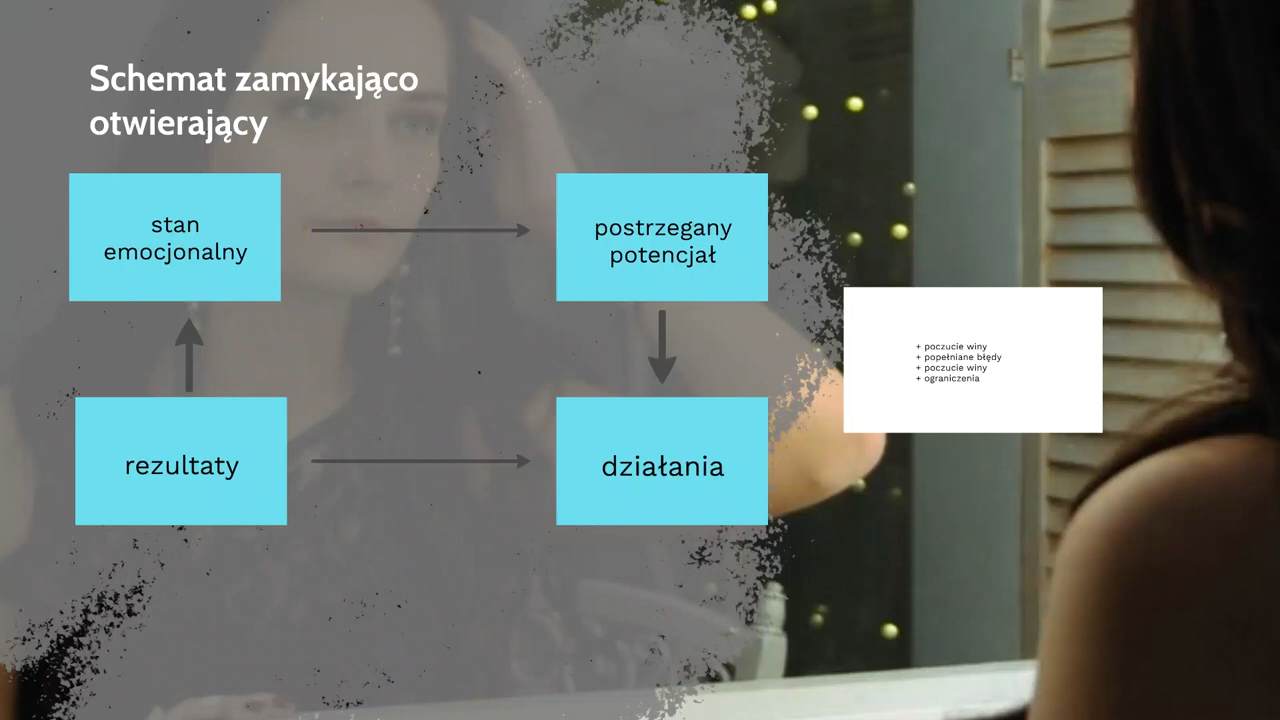 Schemat zamykająco
otwierający
stan
emocjonalny
postrzegany
potencjał
+ poczucie winy
+ popełniane błędy
+ poczucie winy
+ ograniczenia
rezultaty
działania